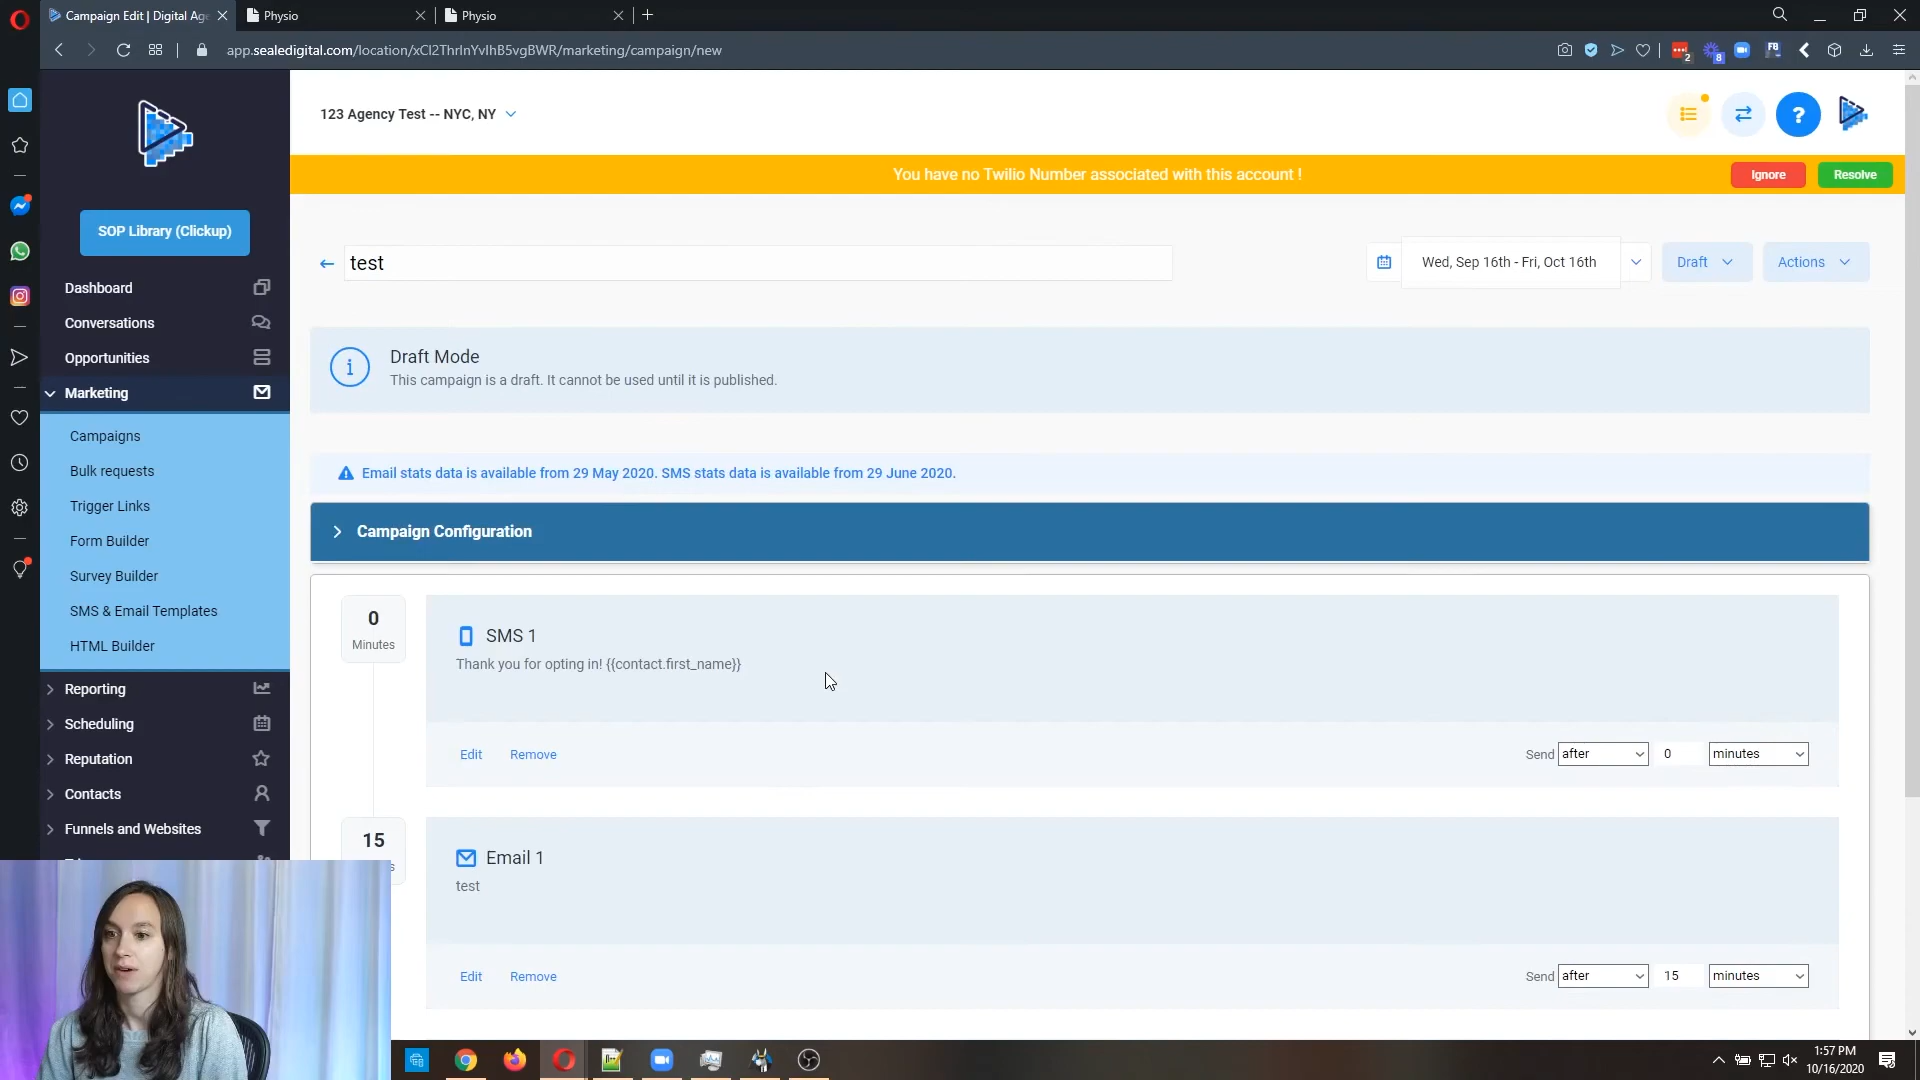 Campaign Edit | Digital Age
Physio
Physio
app.sealedigital.com/location/xCl2ThrlnYvlhB5vgBWR/marketing/campaign/new
2
8
FB
123 Agency Test -- NYC, NY
?
You have no Twilio Number associated with this account !
Ignore
Resolve
SOP Library (Clickup)
test
Wed, Sep 16th - Fri, Oct 16th
Draft
Actions
Dashboard
Conversations
Opportunities
Marketing
Campaigns
Bulk requests
Trigger Links
Form Builder
Survey Builder
SMS & Email Templates
HTML Builder
Reporting
Scheduling
Reputation
Contacts
Funnels and Websites
Draft Mode
This campaign is a draft. It cannot be used until it is published.
Email stats data is available from 29 May 2020. SMS stats data is available from 29 June 2020.
Campaign Configuration
0
Minutes
SMS 1
Thank you for opting in! {{contact.first_name}}
Edit
Remove
Send
after
0
minutes
15
Email 1
test
Edit
Remove
Send
after
15
minutes
1:57 PM
10/16/2020